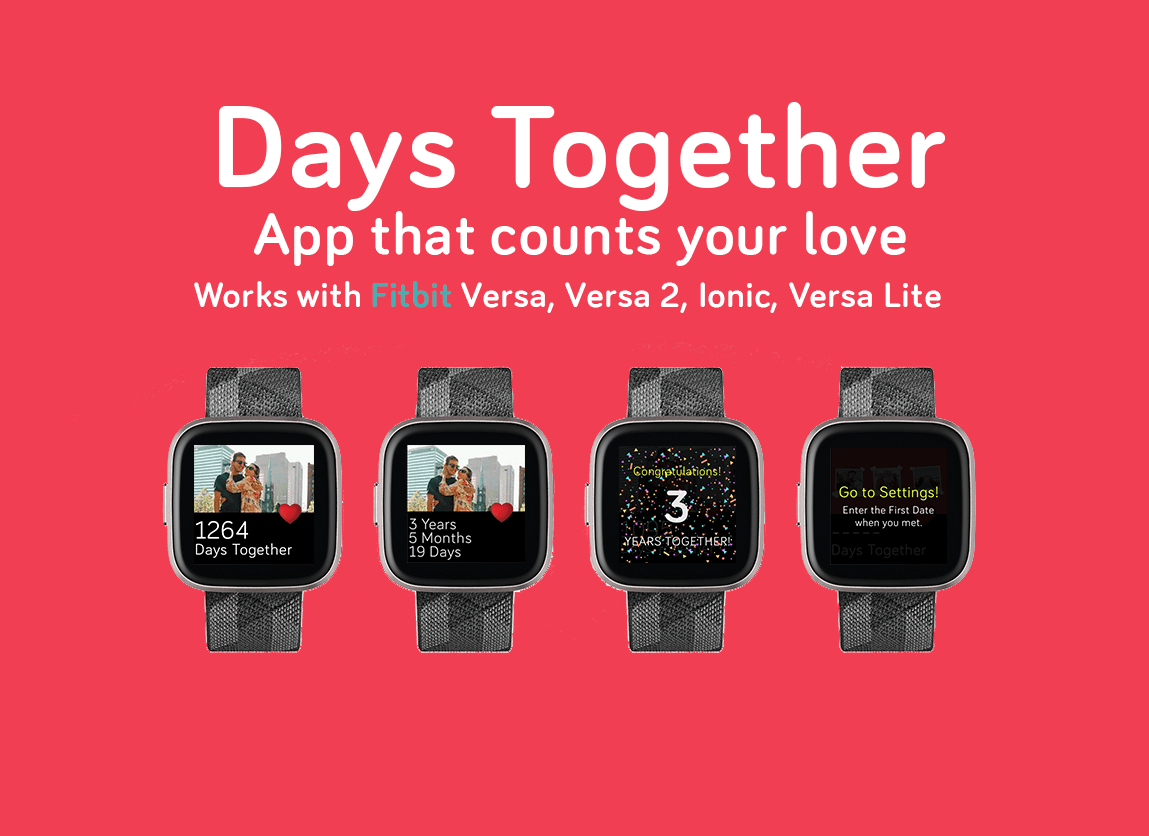 Days Together
App that counts your love
Works with Fitbit Versa, Versa 2, Ionic, Versa Lite
1264
Days Together
3 Years
5 Months
19 Days
Congratulations!
3
YEARS TOGETHER!
Go to Settings!
Enter the First Date
when you met.
Days Together